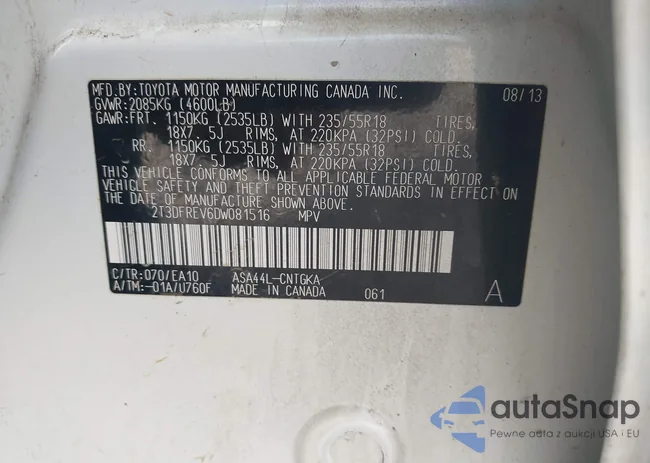 MFD.BY:TOYOTA MOTOR MANUFACTURING CANADA INC. 08/13
GVWR:2085KG (4600LB)
GAWR:FRT. 1150KG (2535LB) WITH 235/55R18 TIRES,
18X7.5J RIMS, AT 220KPA (32PSI) COLD.
RR. 1150KG (2535LB) WITH 235/55R18 TIRES,
18X7.5J RIMS, AT 220KPA (32PSI) COLD.
THIS VEHICLE CONFORMS TO ALL APPLICABLE FEDERAL MOTOR
VEHICLE SAFETY AND THEFT PREVENTION STANDARDS IN EFFECT ON
THE DATE OF MANUFACTURE SHOWN ABOVE.
2T3DFREV6DW081516 MPV
C/TR:070/EA10 ASA44L-CNTGKA
A/TM:-01A/U760F MADE IN CANADA 061 A
autoSnap
Pewne auta z aukcji USA i EU